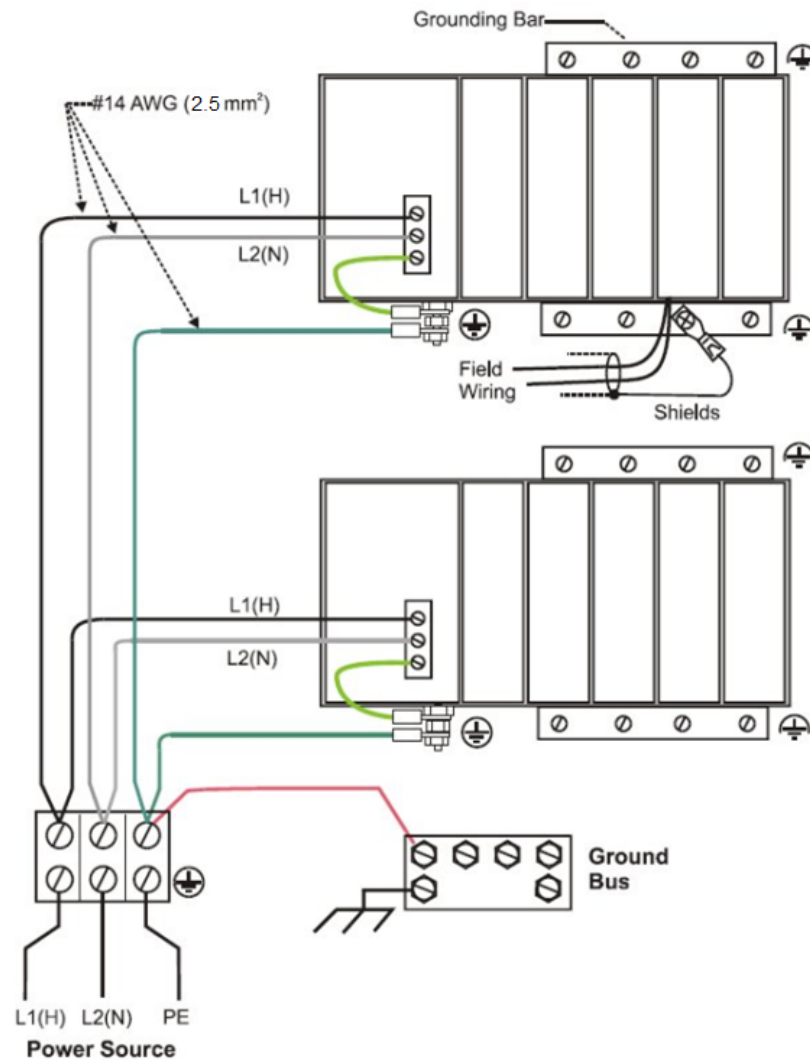 Grounding Bar
#14 AWG (2.5 mm²)
L1(H)
L2(N)
Field
Wiring
Shields
L1(H)
L2(N)
Ground
Bus
L1(H) L2(N) PE
Power Source